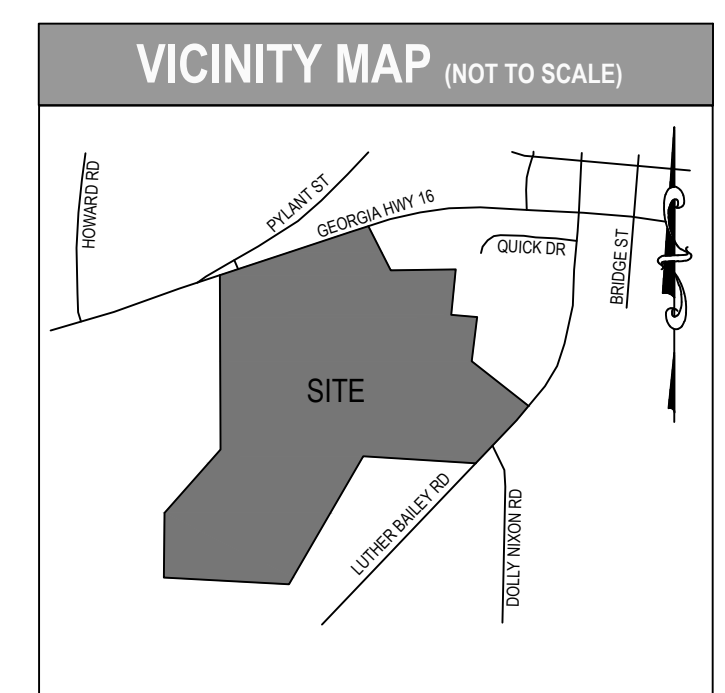 VICINITY MAP (NOT TO SCALE)
HOWARD RD
PYLANT ST
GEORGIA HWY 16
QUICK DR
BRIDGE ST
SITE
LUTHER BAILEY RD
DOLLY NIXON RD